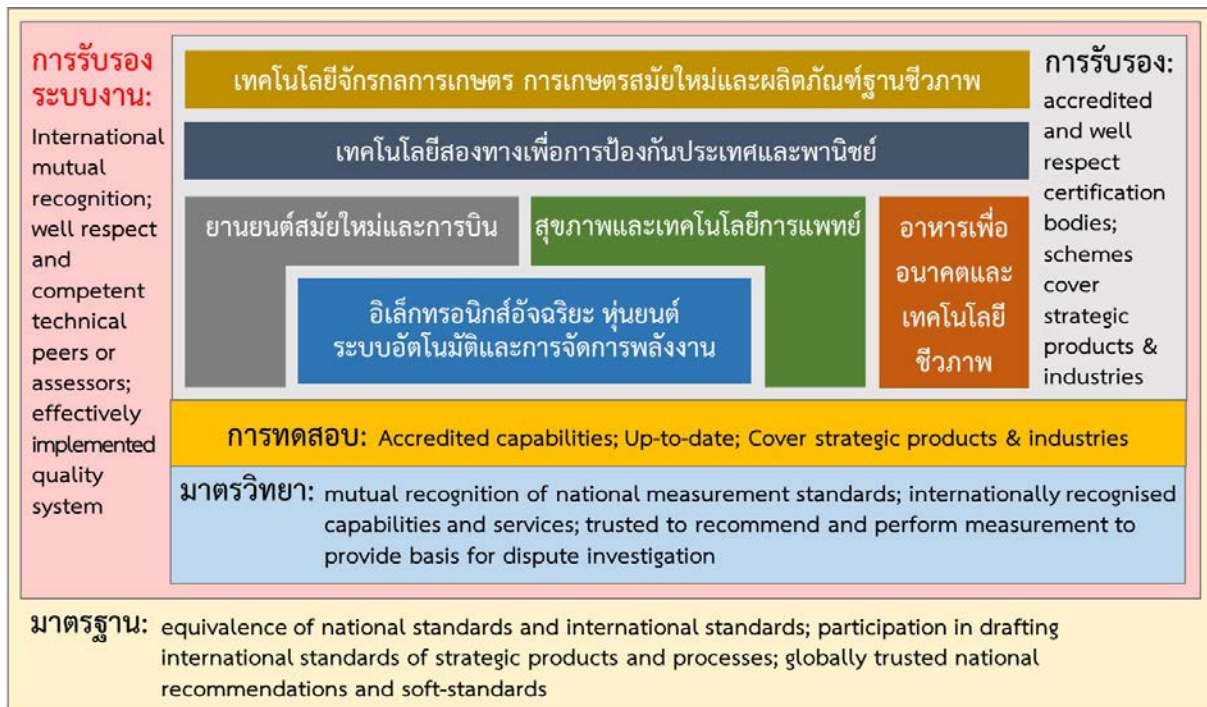 การรับรอง
ระบบงาน:
International
mutual
recognition;
well respect
and
competent
technical
peers or
assessors;
effectively
implemented
quality
system
เทคโนโลยีจักรกลการเกษตร การเกษตรสมัยใหม่และผลิตภัณฑ์ฐานชีวภาพ
เทคโนโลยีสองทางเพื่อการป้องกันประเทศและพานิชย์
ยานยนต์สมัยใหม่และการบิน
สุขภาพและเทคโนโลยีการแพทย์
อาหารเพื่อ
อนาคตและ
เทคโนโลยี
ชีวภาพ
อิเล็กทรอนิกส์อัจฉริยะ หุ่นยนต์
ระบบอัตโนมัติและการจัดการพลังงาน
การรับรอง:
accredited
and well
respect
certification
bodies;
schemes
cover
strategic
products &
industries
การทดสอบ: Accredited capabilities; Up-to-date; Cover strategic products & industries
มาตรวิทยา: mutual recognition of national measurement standards; internationally recognised
capabilities and services; trusted to recommend and perform measurement to
provide basis for dispute investigation
มาตรฐาน: equivalence of national standards and international standards; participation in drafting
international standards of strategic products and processes; globally trusted national
recommendations and soft-standards